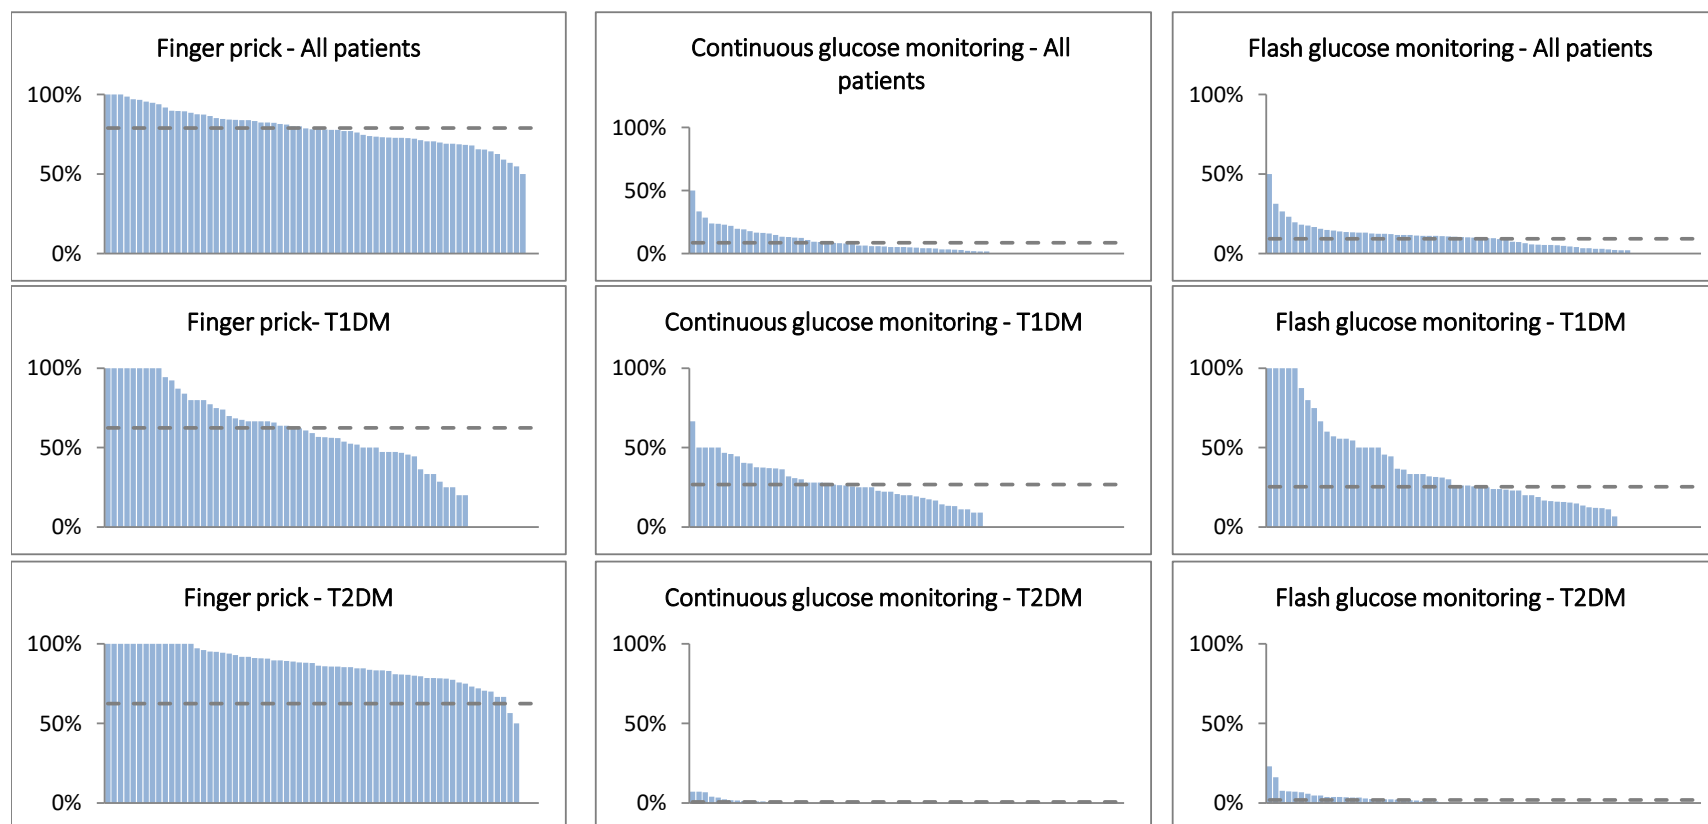 Finger prick - All patients
100%
50%
0%
Continuous glucose monitoring - All
patients
100%
50%
0%
Flash glucose monitoring - All patients
100%
50%
0%
Finger prick- T1DM
100%
50%
0%
Continuous glucose monitoring - T1DM
100%
50%
0%
Flash glucose monitoring - T1DM
100%
50%
0%
Finger prick - T2DM
100%
50%
0%
Continuous glucose monitoring - T2DM
100%
50%
0%
Flash glucose monitoring - T2DM
100%
50%
0%